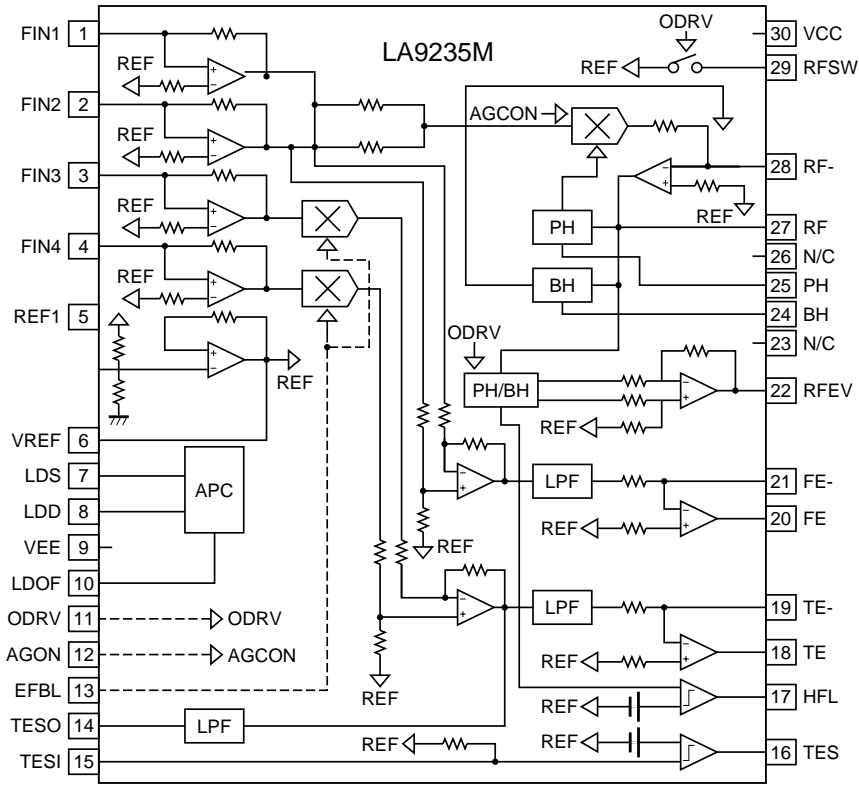 LA9235M
FIN1 1
REF
FIN2 2
REF
FIN3 3
REF
FIN4 4
REF
REF1 5
REF
VREF 6
LDS 7
LDD 8
VEE 9
LDOF 10
APC
ODRV 11
ODRV
AGON 12
AGCON
EFBL 13
TESO 14
LPF
TESI 15
REF
REF
REF
ODRV
30 VCC
REF
29 RFSW
AGCON
28 RF-
REF
PH
27 RF
26 N/C
25 PH
BH
24 BH
23 N/C
ODRV
PH/BH
22 RFEV
REF
LPF
21 FE-
REF
20 FE
LPF
19 TE-
REF
18 TE
REF
17 HFL
REF
16 TES